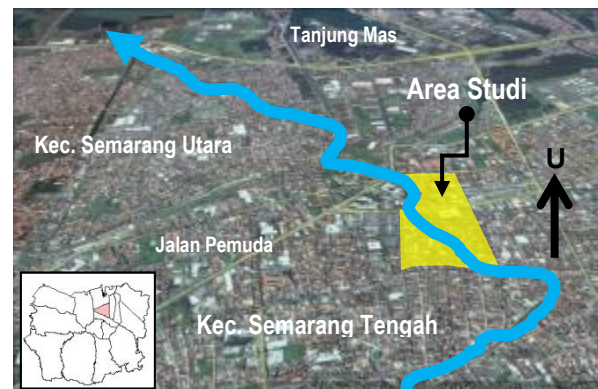 Tanjung Mas
Area Studi
Kec. Semarang Utara
U
Jalan Pemuda
Kec. Semarang Tengah